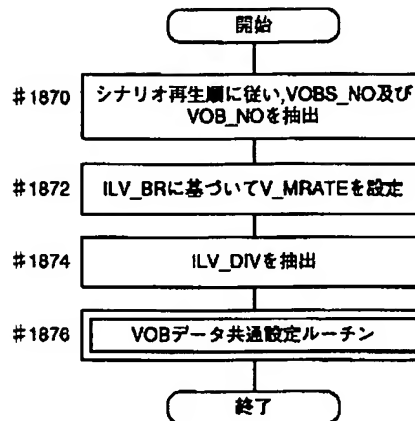 開始
#1870
シナリオ再生順に従い,VOBS_NO及び
VOB_NOを抽出
#1872
ILV_BRに基づいてV_MRATEを設定
#1874
ILV_DIVを抽出
#1876
VOBデータ共通設定ルーチン
終了